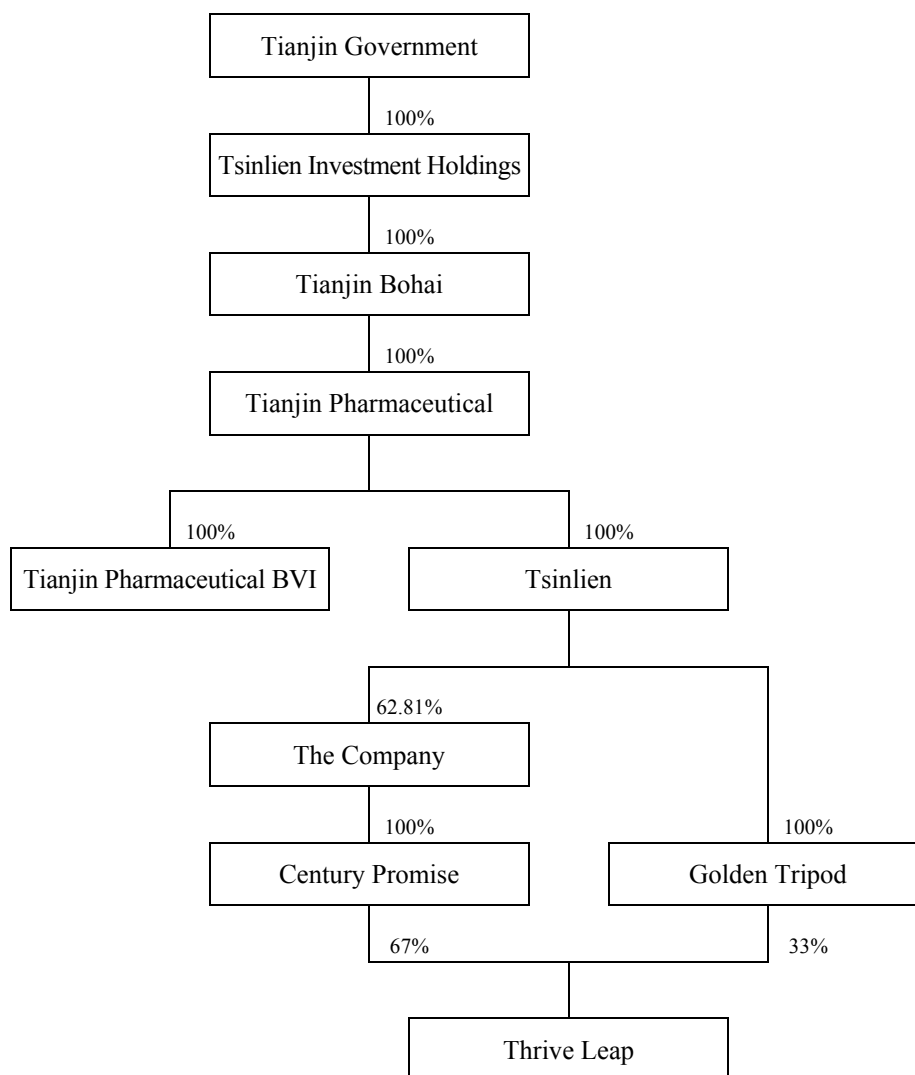 Tianjin Government
100%
Tsinlien Investment Holdings
100%
Tianjin Bohai
100%
Tianjin Pharmaceutical
100%
100%
Tianjin Pharmaceutical BVI
Tsinlien
62.81%
The Company
100%
100%
Century Promise
Golden Tripod
67%
33%
Thrive Leap